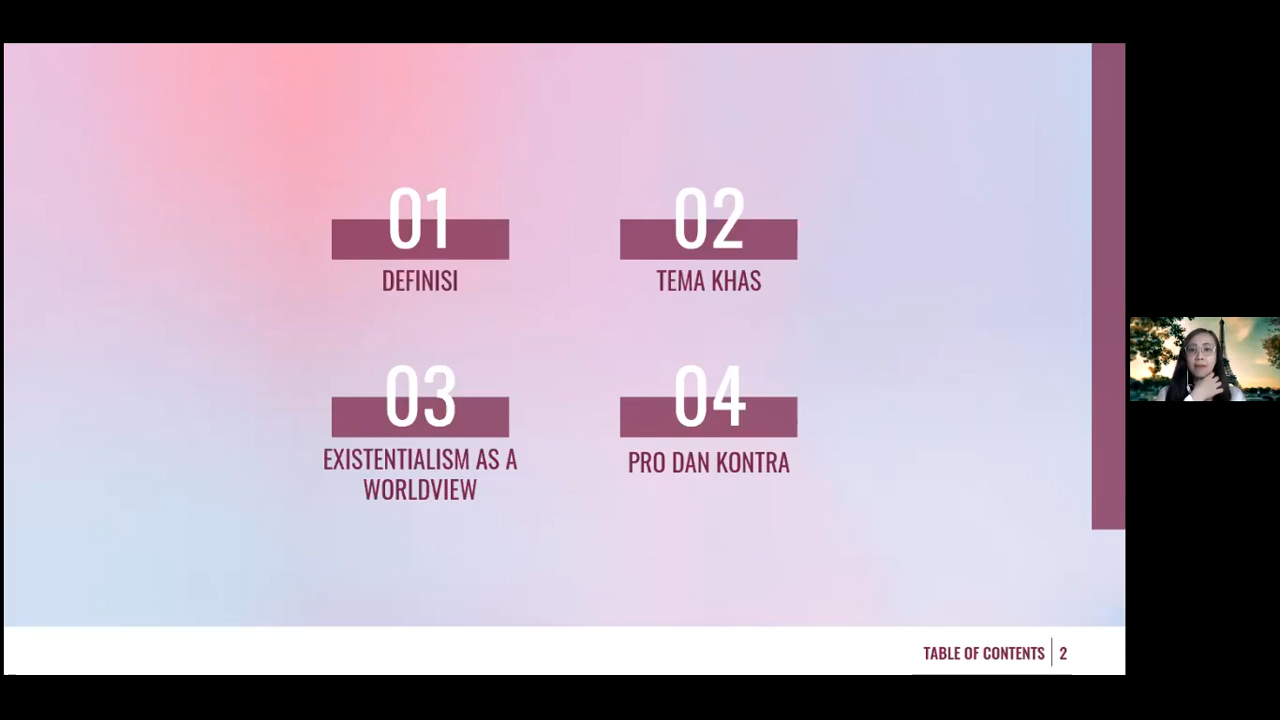 01
DEFINISI
02
TEMA KHAS
03
EXISTENTIALISM AS A
WORLDVIEW
04
PRO DAN KONTRA
TABLE OF CONTENTS
2